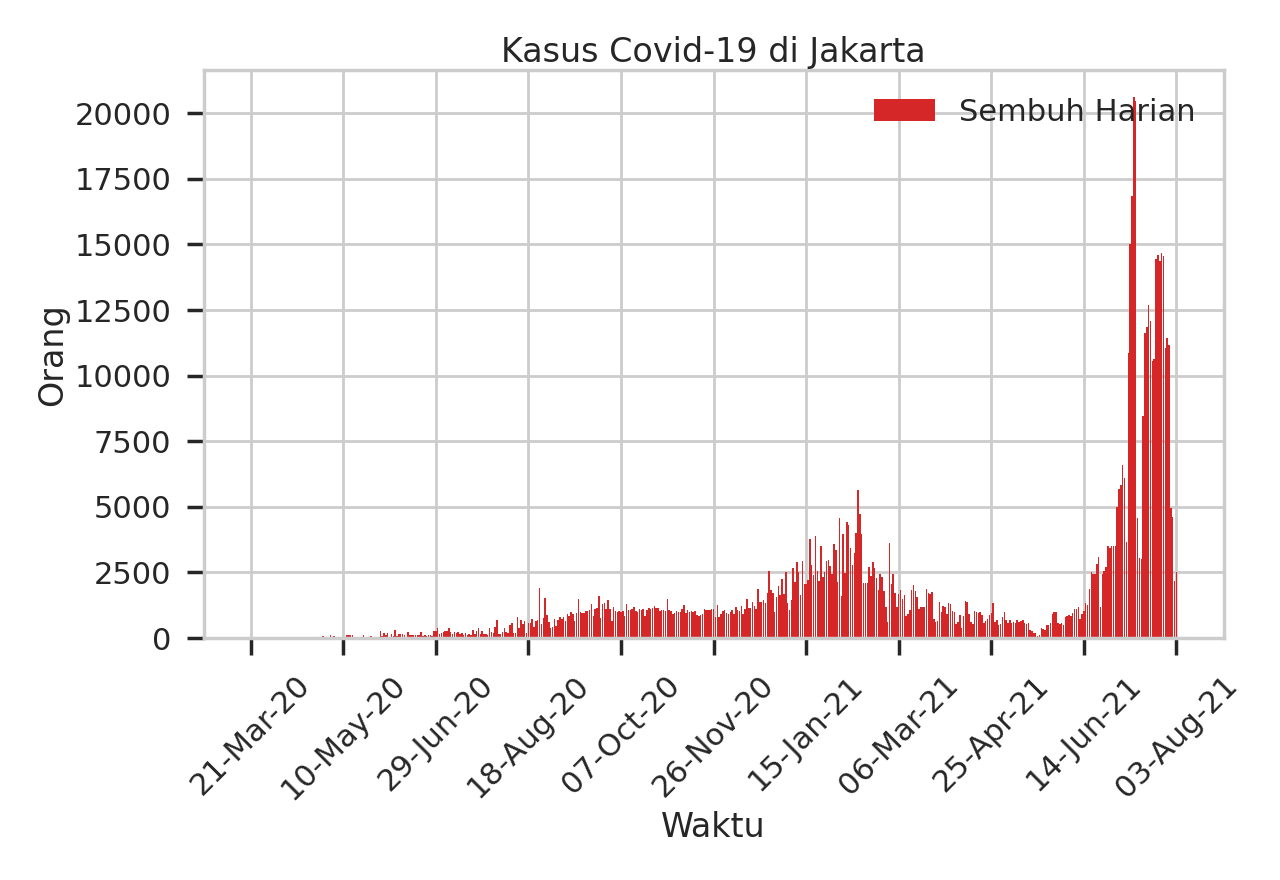 Kasus Covid-19 di Jakarta
Sembuh Harian
Orang
20000
17500
15000
12500
10000
7500
5000
2500
0
21-Mar-20
10-May-20
29-Jun-20
18-Aug-20
07-Oct-20
26-Nov-20
15-Jan-21
06-Mar-21
25-Apr-21
14-Jun-21
03-Aug-21
Waktu